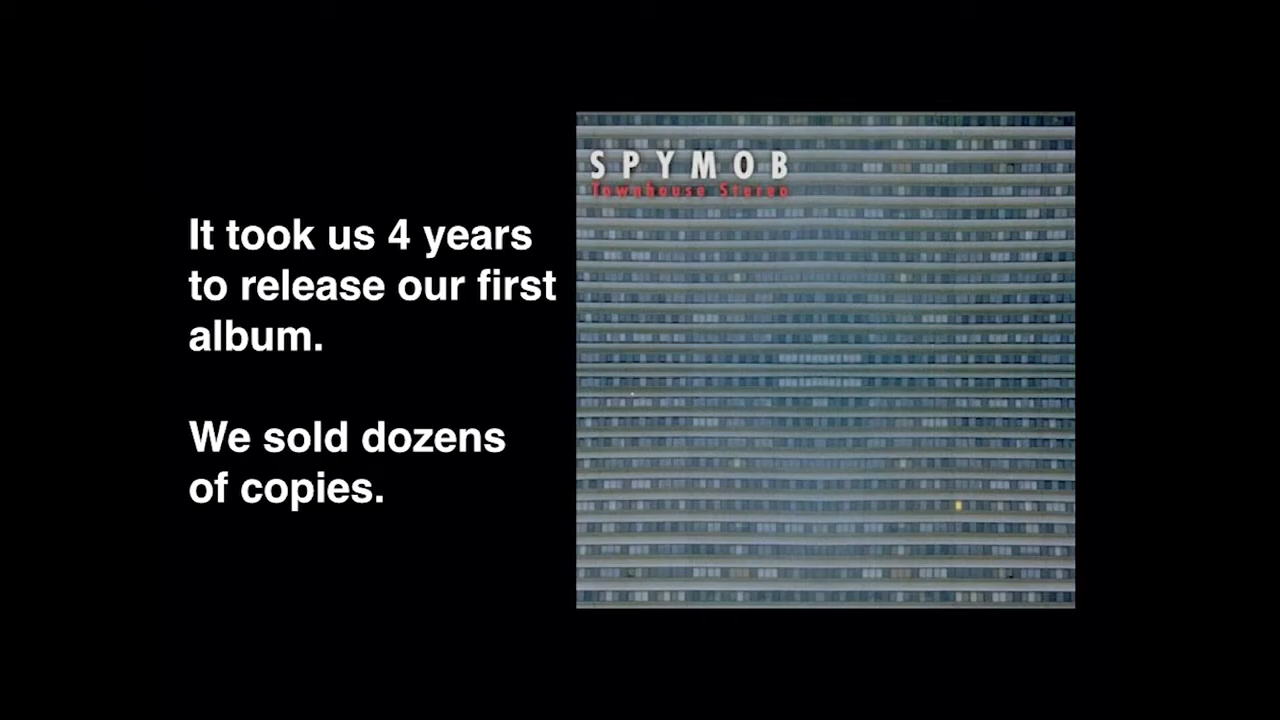 It took us 4 years
to release our first
album.
We sold dozens
of copies.
SPYMOB
Townhouse Stereo